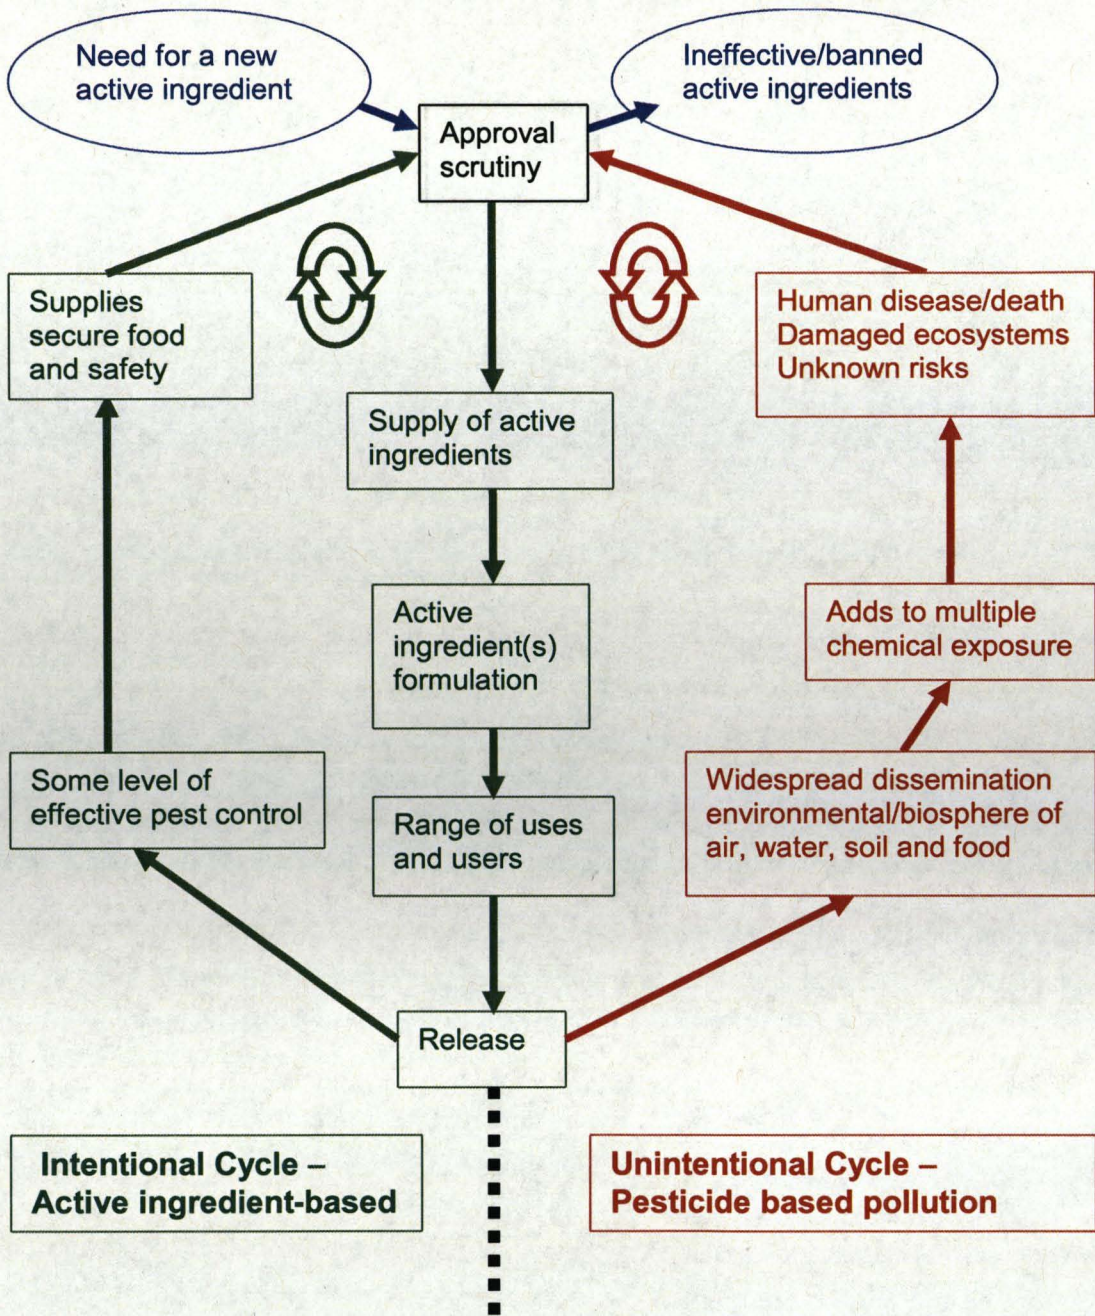 Need for a new
active ingredient
Ineffective/banned
active ingredients
Approval
scrutiny
Supplies
secure food
and safety
Human disease/death
Damaged ecosystems
Unknown risks
Supply of active
ingredients
Active
ingredient(s)
formulation
Adds to multiple
chemical exposure
Some level of
effective pest control
Range of uses
and users
Widespread dissemination
environmental/biosphere of
air, water, soil and food
Release
Intentional Cycle –
Active ingredient-based
Unintentional Cycle –
Pesticide based pollution